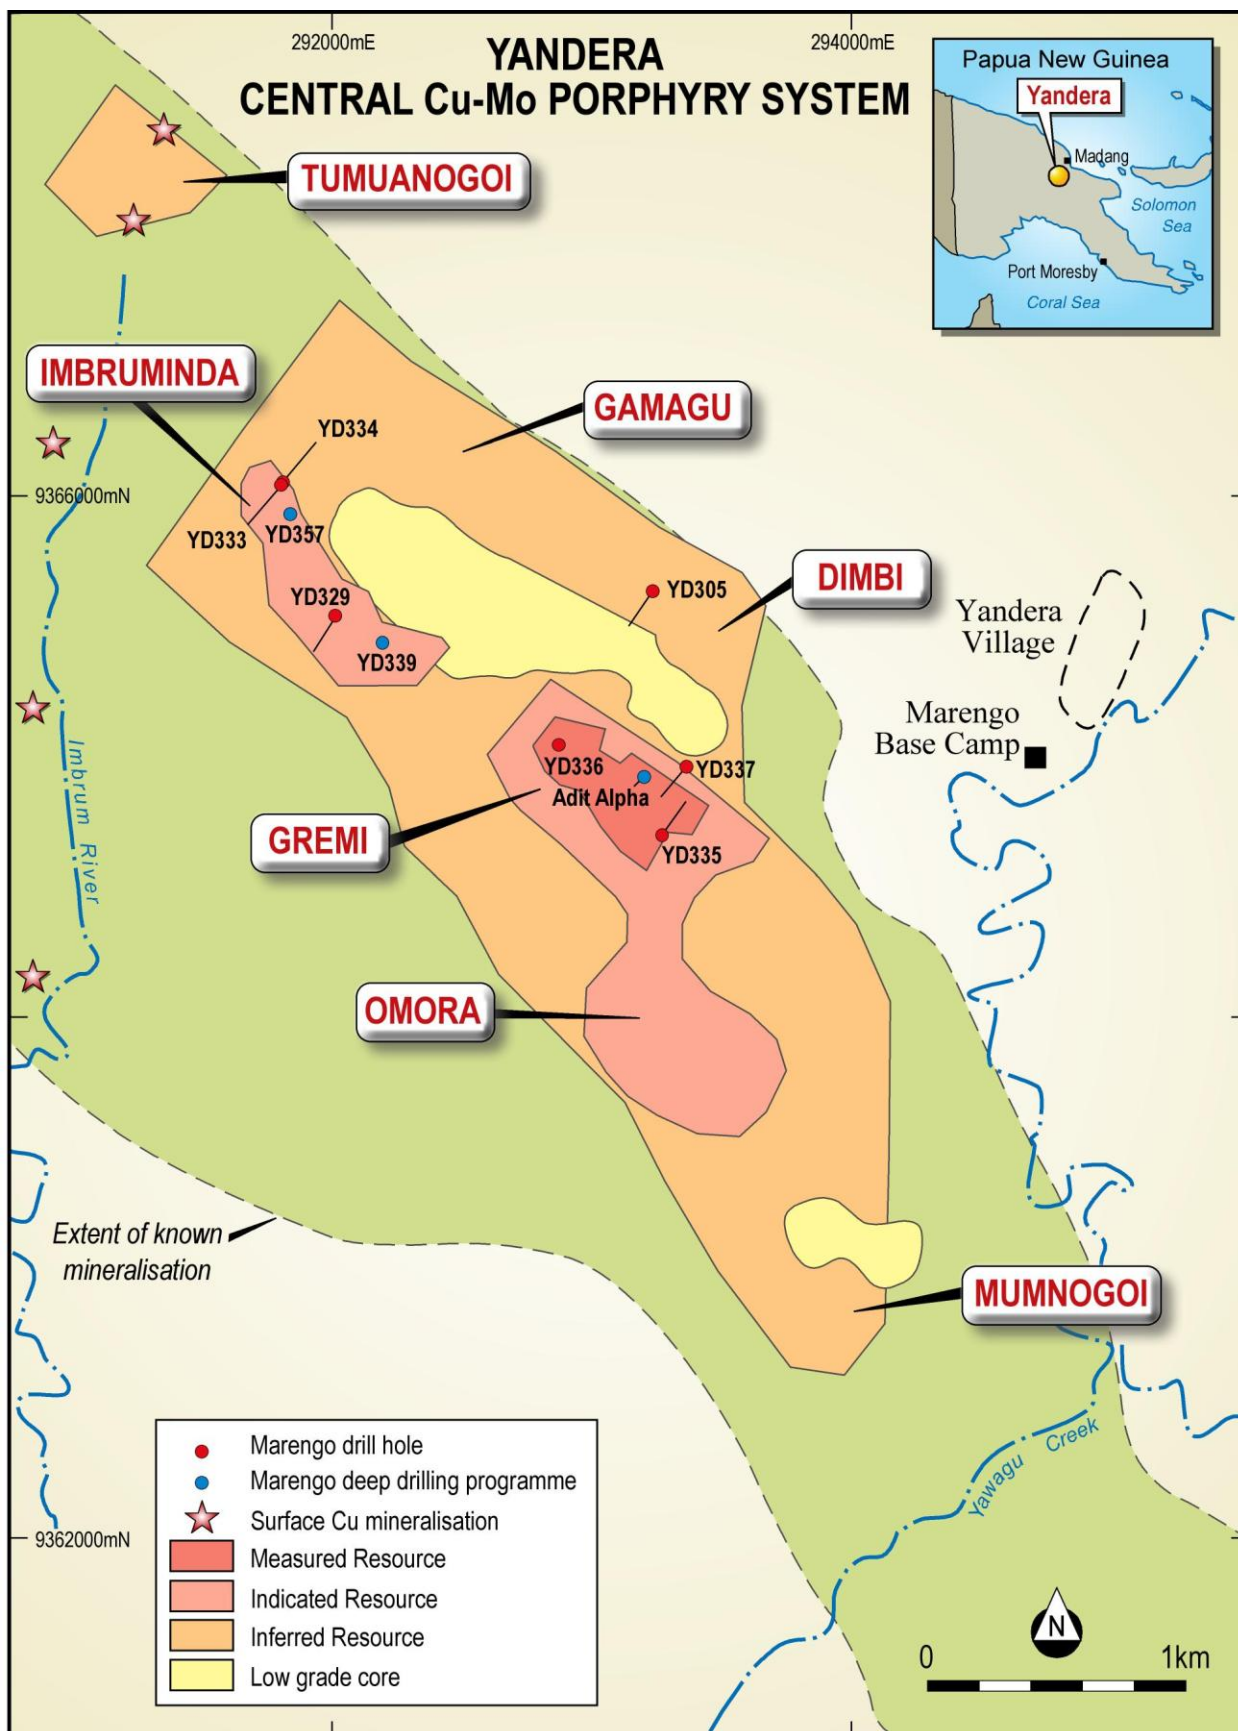 292000mE
294000mE
YANDERA
CENTRAL Cu-Mo PORPHYRY SYSTEM
Papua New Guinea
Yandera
Madang
Solomon
Sea
Port Moresby
Coral Sea
TUMUANOGOI
IMBRUMINDA
GAMAGU
YD334
9366000mN
YD333
YD357
DIMBI
YD305
YD329
YD339
Yandera
Village
Marengo
Base Camp
Imbrum River
YD336
YD337
Adit Alpha
GREMI
YD335
OMORA
Extent of known
mineralisation
MUMNOGOI
Yawagu Creek
Marengo drill hole
Marengo deep drilling programme
Surface Cu mineralisation
Measured Resource
Indicated Resource
Inferred Resource
Low grade core
9362000mN
N
0
1km